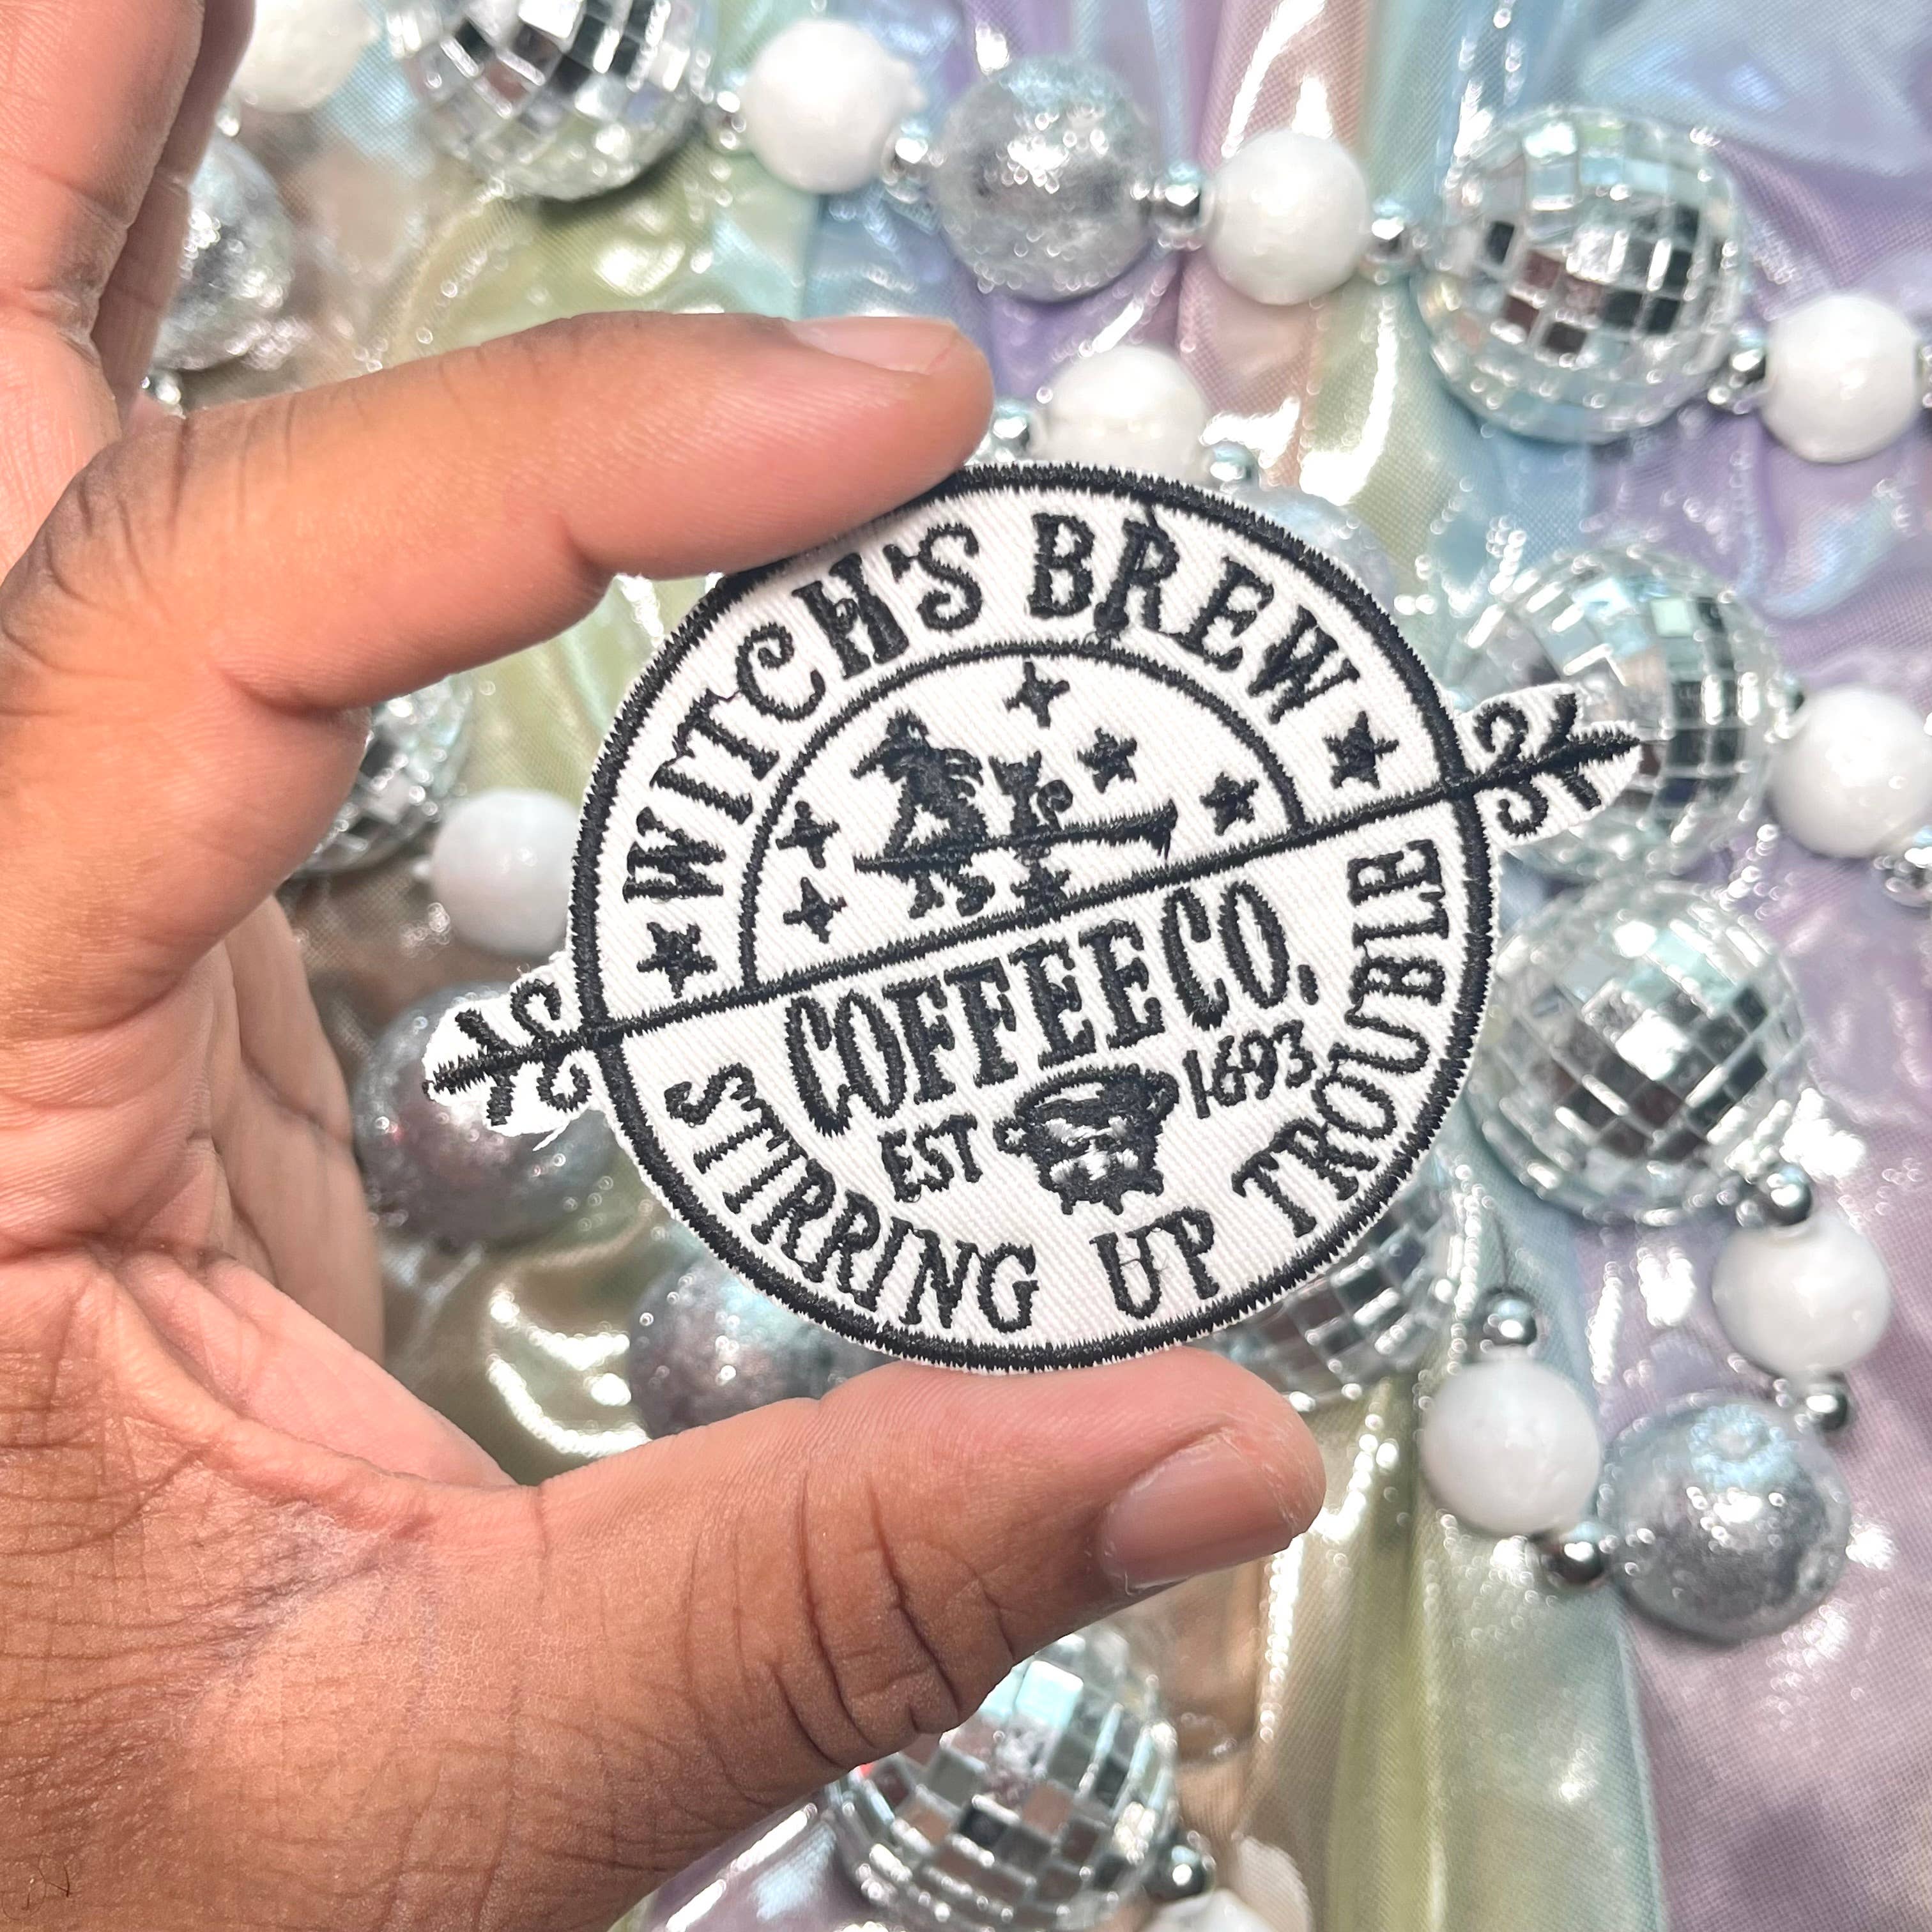 WITCH'S BREW
COFFEE CO.
EST 1693
STIRRING UP TROUBLE